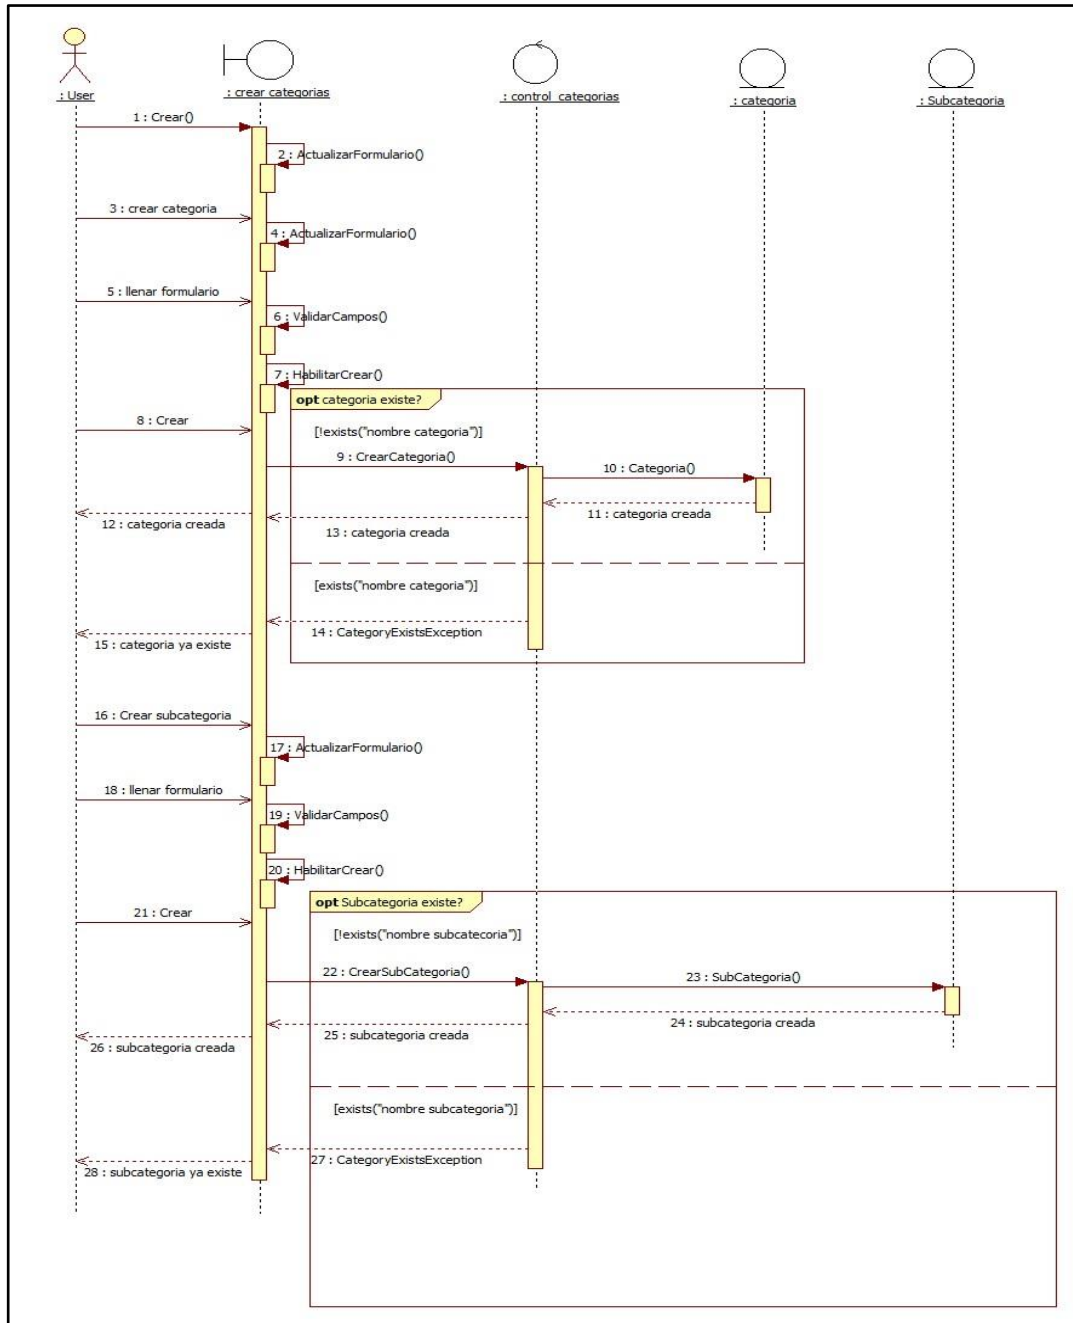 : User
: crear categorias
: control_categorias
: categoria
: Subcategoria
1 : Crear()
2 : ActualizarFormulario()
3 : crear categoria
4 : ActualizarFormulario()
5 : llenar formulario
6 : ValidarCampos()
7 : HabilitarCrear()
opt categoria existe?
8 : Crear
[!exists("nombre categoria")]
9 : CrearCategoria()
10 : Categoria()
11 : categoria creada
12 : categoria creada
13 : categoria creada
[exists("nombre categoria")]
14 : CategoryExistsException
15 : categoria ya existe
16 : Crear subcategoria
17 : ActualizarFormulario()
18 : llenar formulario
19 : ValidarCampos()
20 : HabilitarCrear()
opt Subcategoria existe?
21 : Crear
[!exists("nombre subcatecoria")]
22 : CrearSubCategoria()
23 : SubCategoria()
24 : subcategoria creada
25 : subcategoria creada
26 : subcategoria creada
[exists("nombre subcategoria")]
27 : CategoryExistsException
28 : subcategoria ya existe